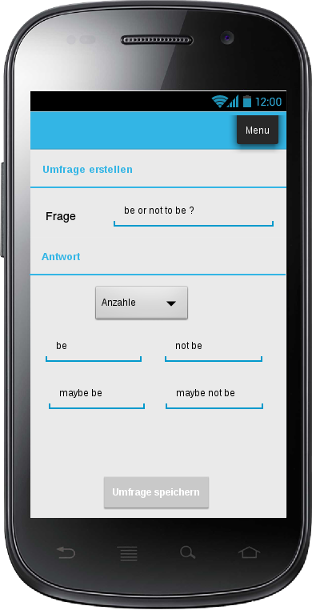 12:00
Menu
Umfrage erstellen
Frage be or not to be ?
Antwort
Anzahle
be not be
maybe be maybe not be
Umfrage speichern